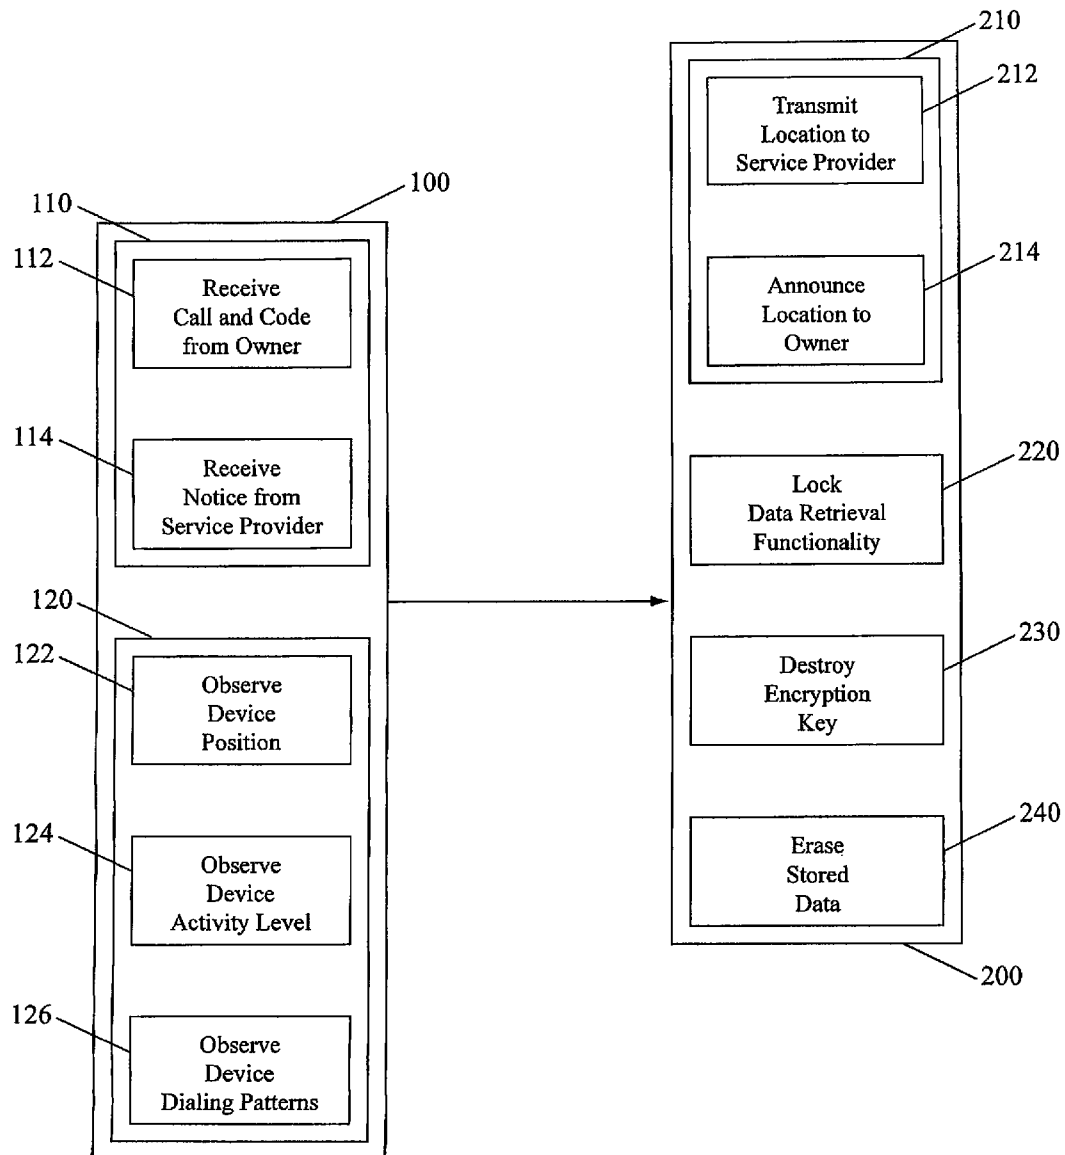 100
110
112
Receive
Call and Code
from Owner
114
Receive
Notice from
Service Provider
120
122
Observe
Device
Position
124
Observe
Device
Activity Level
126
Observe
Device
Dialing Patterns
210
212
Transmit
Location to
Service Provider
214
Announce
Location to
Owner
220
Lock
Data Retrieval
Functionality
230
Destroy
Encryption
Key
240
Erase
Stored
Data
200